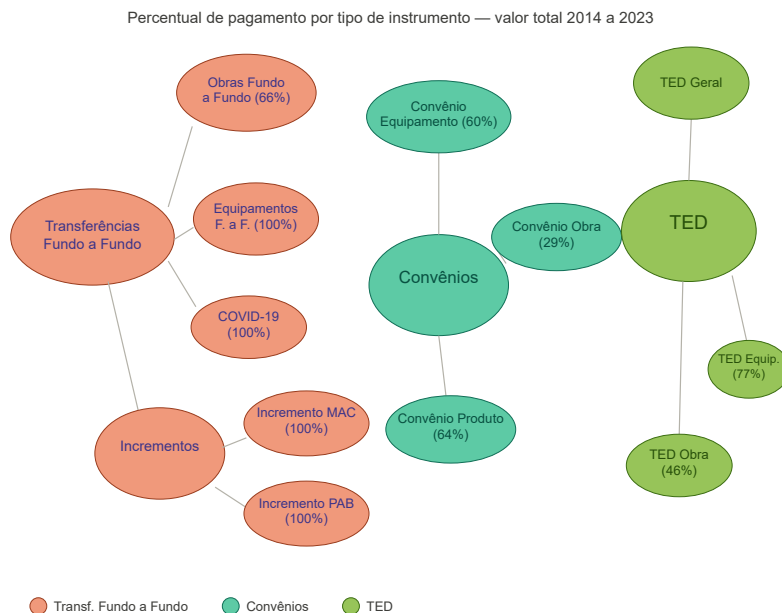 Percentual de pagamento por tipo de instrumento — valor total 2014 a 2023
Obras Fundo
a Fundo (66%)
Transferências
Fundo a Fundo
Equipamentos
F. a F. (100%)
COVID-19
(100%)
Incrementos
Incremento MAC
(100%)
Incremento PAB
(100%)
Convênio
Equipamento (60%)
Convênios
Convênio Obra
(29%)
Convênio Produto
(64%)
TED Geral
TED
TED Equip.
(77%)
TED Obra
(46%)
Transf. Fundo a Fundo
Convênios
TED